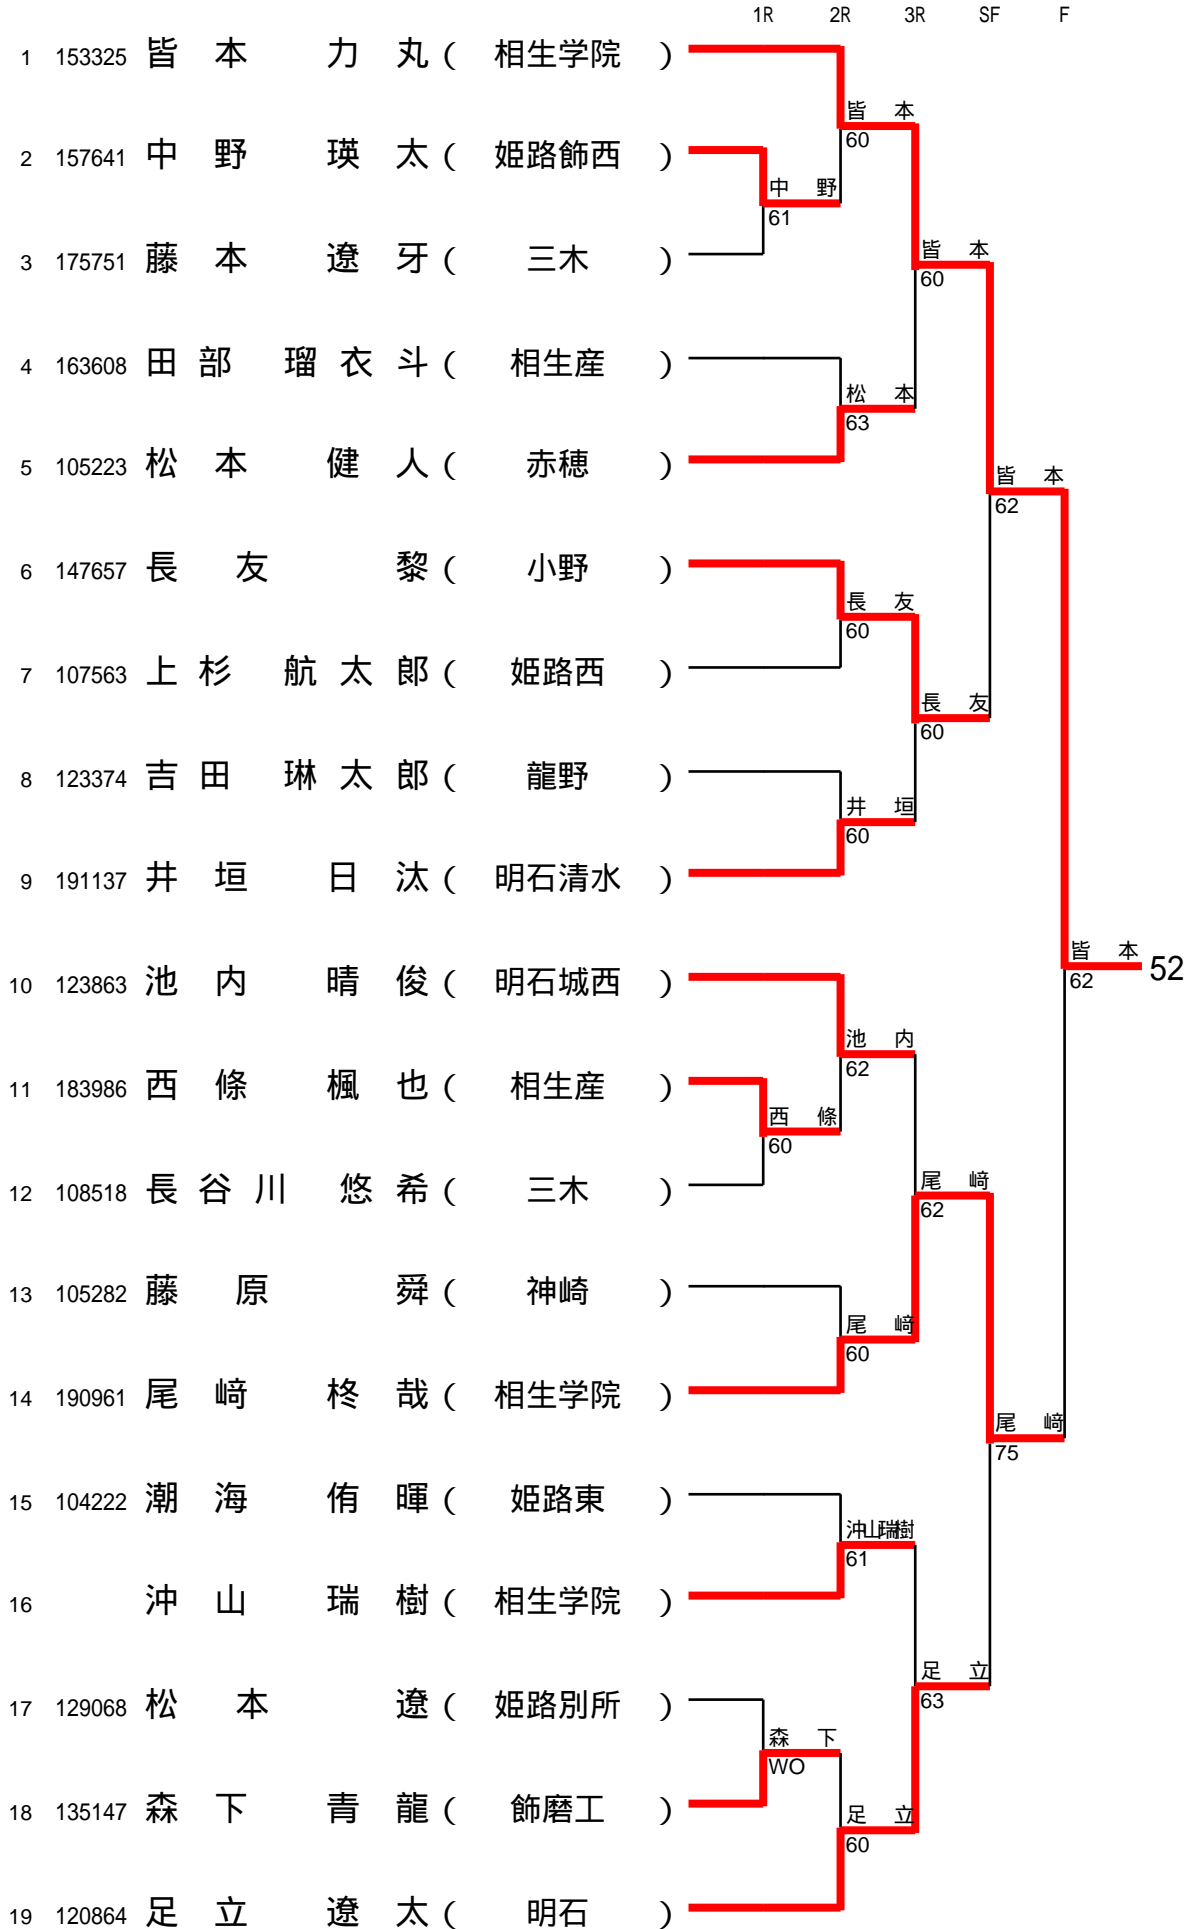 1R 2R 3R SF F
1 153325 皆本 力丸 ( 相生学院 )
皆本
60
2 157641 中野 瑛太 ( 姫路飾西 )
中野
61
3 175751 藤本 遼牙 ( 三木 )
皆本
60
4 163608 田部 瑠衣斗 ( 相生産 )
松本
63
5 105223 松本 健人 ( 赤穂 )
皆本
62
6 147657 長友 黎 ( 小野 )
長友
60
7 107563 上杉 航太郎 ( 姫路西 )
長友
60
8 123374 吉田 琳太郎 ( 龍野 )
井垣
60
9 191137 井垣 日汰 ( 明石清水 )
皆本
62 52
10 123863 池内 晴俊 ( 明石城西 )
池内
62
11 183986 西條 楓也 ( 相生産 )
西條
60
12 108518 長谷川 悠希 ( 三木 )
尾﨑
62
13 105282 藤原 舜 ( 神崎 )
尾﨑
60
14 190961 尾﨑 柊哉 ( 相生学院 )
尾﨑
75
15 104222 潮海 侑暉 ( 姫路東 )
沖山瑞樹
61
16 沖山 瑞樹 ( 相生学院 )
足立
63
17 129068 松本 遼 ( 姫路別所 )
森下
WO
18 135147 森下 青龍 ( 飾磨工 )
足立
60
19 120864 足立 遼太 ( 明石 )